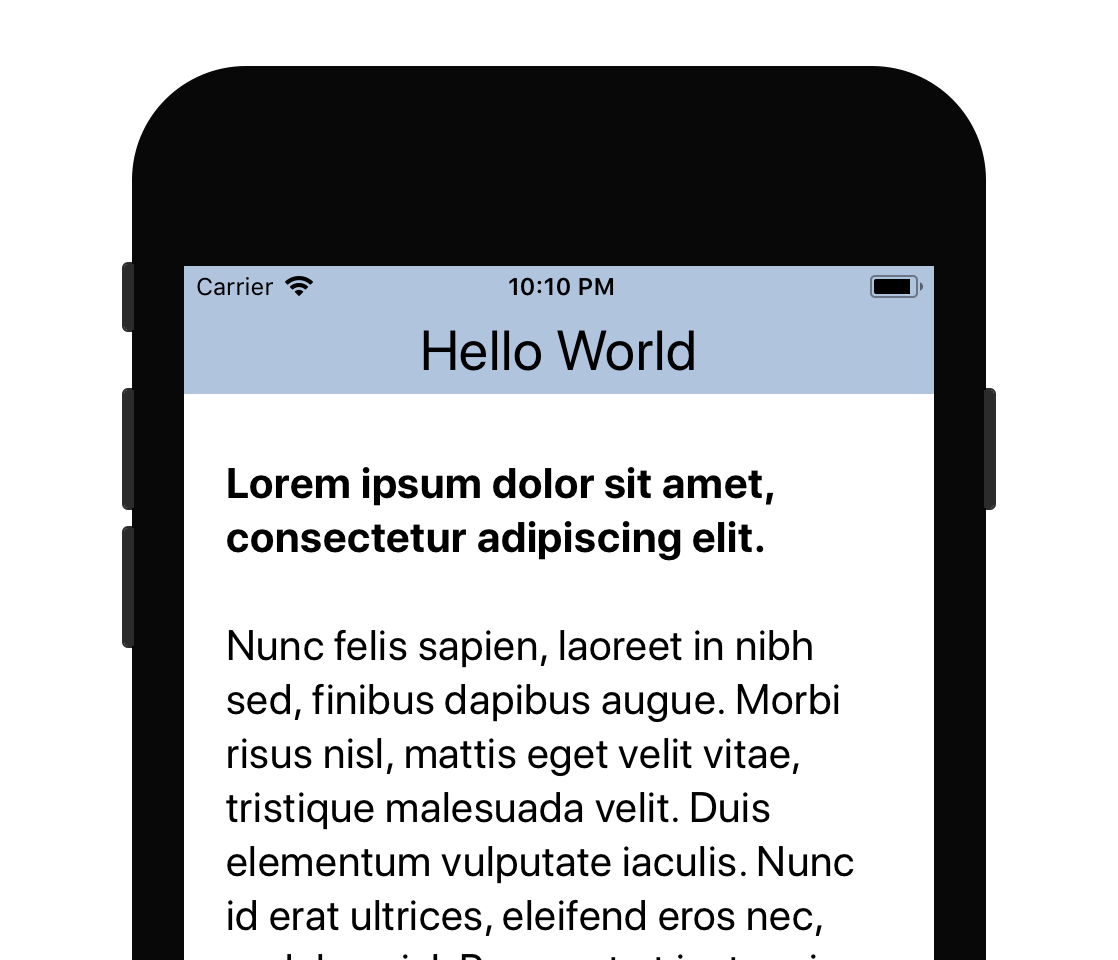 Carrier 10:10 PM
Hello World
Lorem ipsum dolor sit amet,
consectetur adipiscing elit.
Nunc felis sapien, laoreet in nibh
sed, finibus dapibus augue. Morbi
risus nisl, mattis eget velit vitae,
tristique malesuada velit. Duis
elementum vulputate iaculis. Nunc
id erat ultrices, eleifend eros nec,